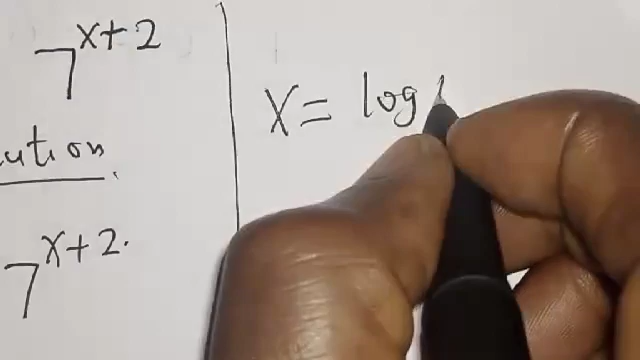 7^{x+2}
ution
7^{x+2}.
x = log